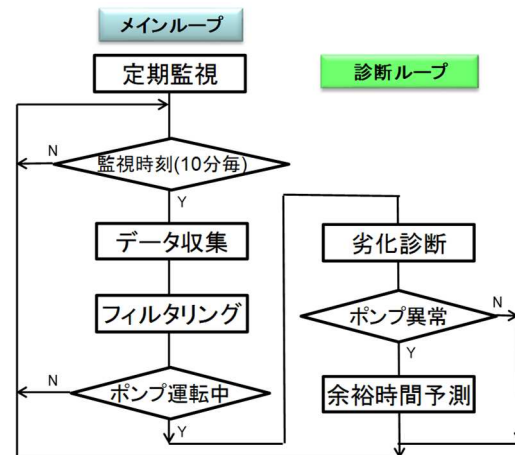 メインループ
定期監視
N
監視時刻(10分毎)
Y
データ収集
フィルタリング
N
ポンプ運転中
Y
診断ループ
劣化診断
ポンプ異常
N
Y
余裕時間予測